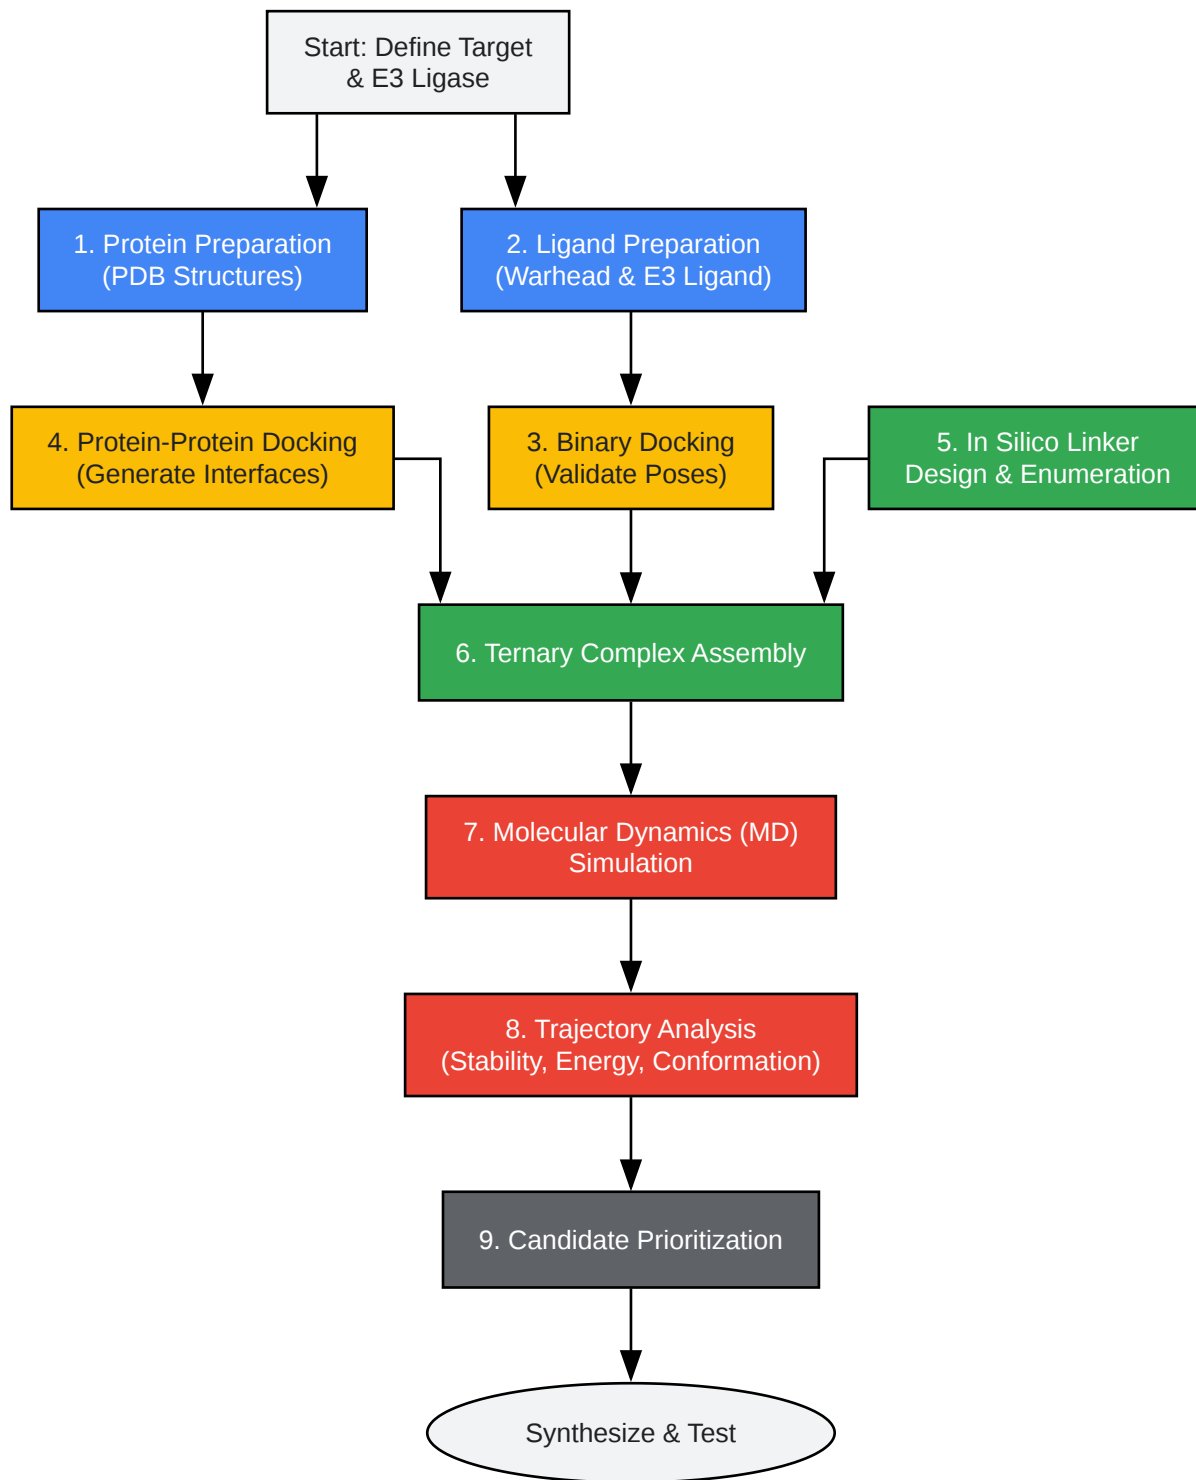 Start: Define Target
& E3 Ligase
1. Protein Preparation
(PDB Structures)
2. Ligand Preparation
(Warhead & E3 Ligand)
4. Protein-Protein Docking
(Generate Interfaces)
3. Binary Docking
(Validate Poses)
5. In Silico Linker
Design & Enumeration
6. Ternary Complex Assembly
7. Molecular Dynamics (MD)
Simulation
8. Trajectory Analysis
(Stability, Energy, Conformation)
9. Candidate Prioritization
Synthesize & Test